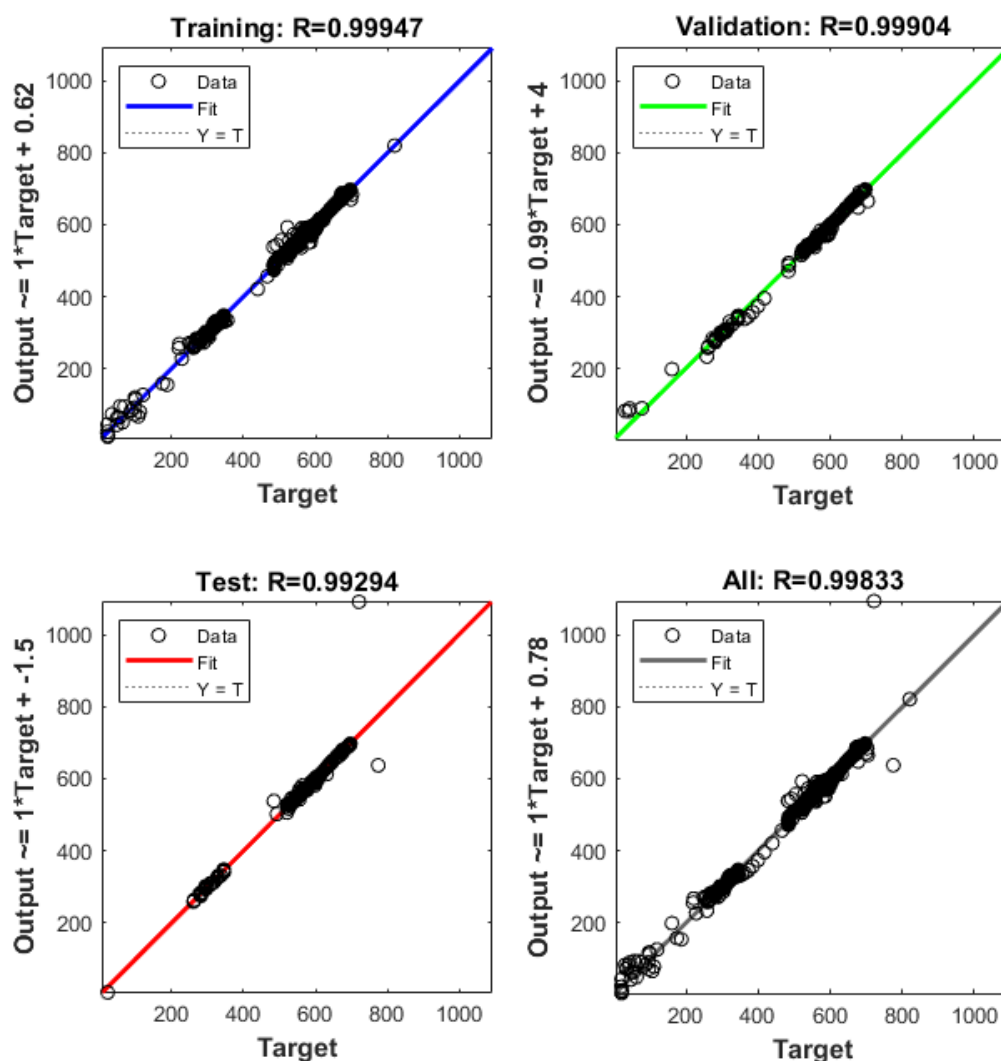 Training: R=0.99947
Output ~= 1*Target + 0.62
1000
800
600
400
200
Data
Fit
Y = T
200 400 600 800 1000
Target
Validation: R=0.99904
Output ~= 0.99*Target + 4
1000
800
600
400
200
Data
Fit
Y = T
200 400 600 800 1000
Target
Test: R=0.99294
Output ~= 1*Target + -1.5
1000
800
600
400
200
Data
Fit
Y = T
200 400 600 800 1000
Target
All: R=0.99833
Output ~= 1*Target + 0.78
1000
800
600
400
200
Data
Fit
Y = T
200 400 600 800 1000
Target